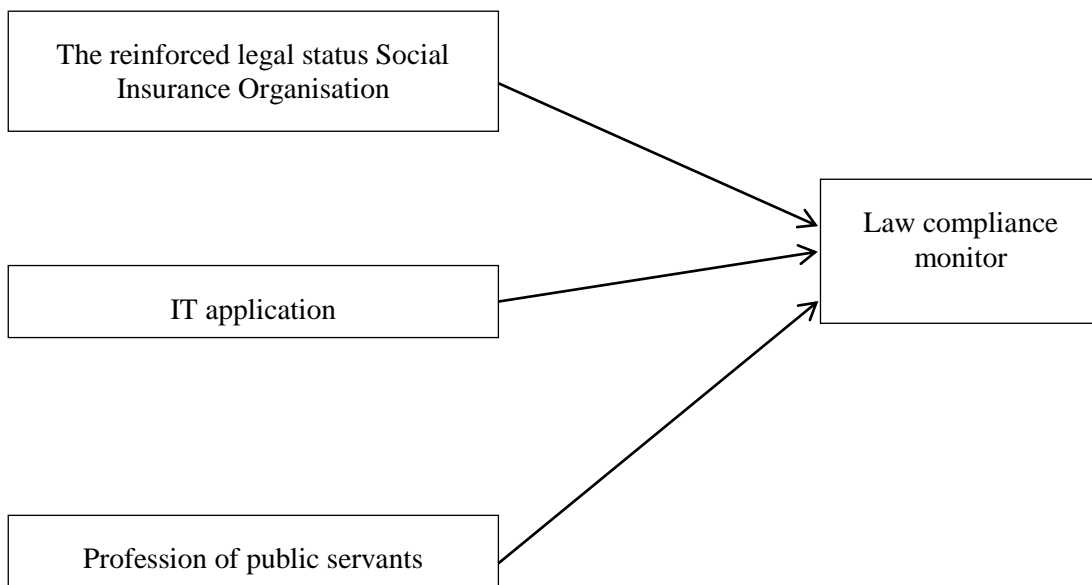 The reinforced legal status Social
Insurance Organisation
Law compliance
monitor
IT application
Profession of public servants